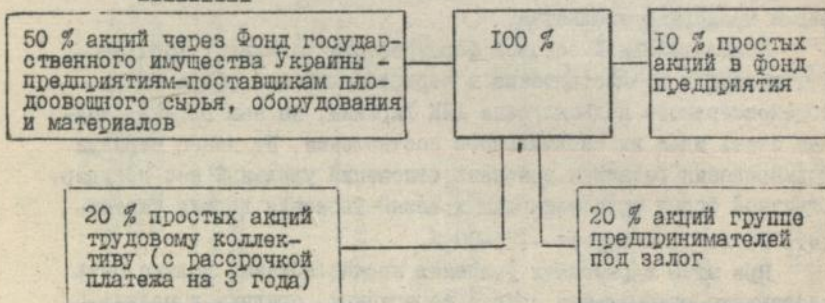 50 % акций через Фонд государ-
ственного имущества Украины -
предприятиям-поставщикам пло-
доовощного сырья, оборудования
и материалов
100 %
10 % простых
акций в фонд
предприятия
20 % простых акций
трудовому коллек-
тиву (с рассрочкой
платежа на 3 года)
20 % акций группе
предпринимателей
под залог